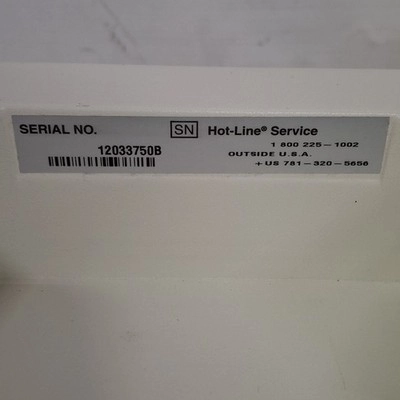 SERIAL NO. SN Hot-Line® Service
1 800 225-1002
12033750B
OUTSIDE U.S.A.
+US 781-320-5656